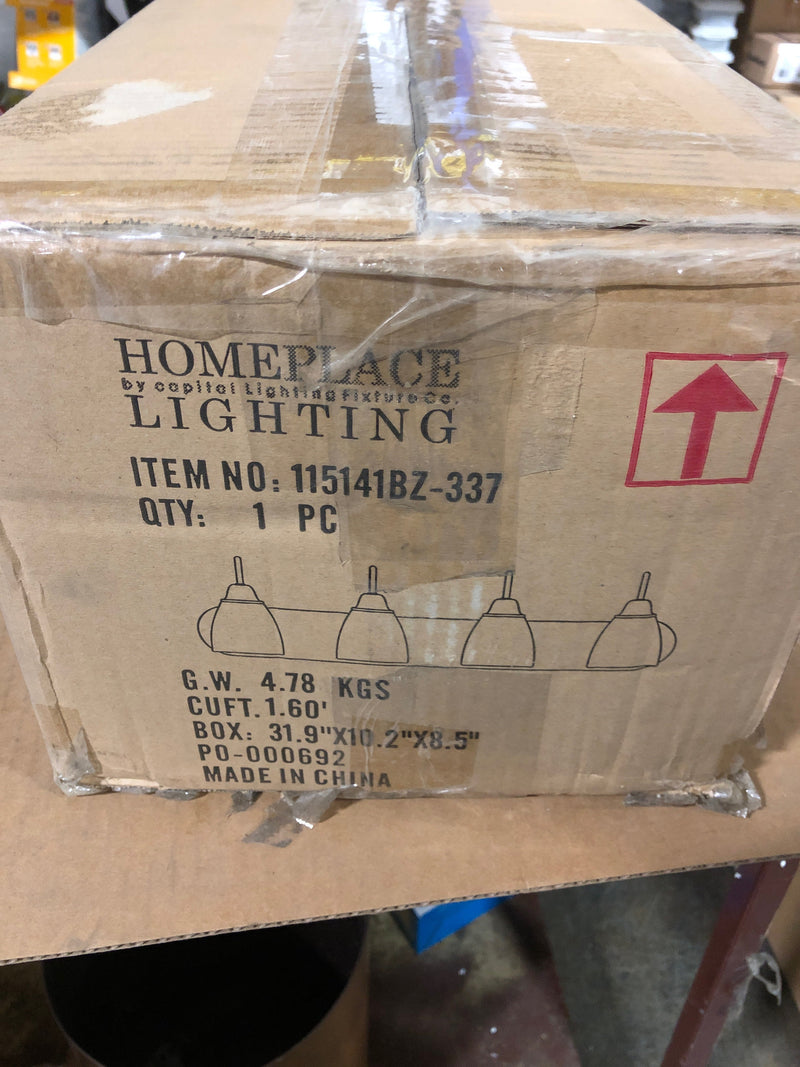 HOMEPLACE
by capital Lighting Fixture Co.
LIGHTING
ITEM NO: 115141BZ-337
QTY: 1 PC
G.W. 4.78 KGS
CUFT. 1.60'
BOX: 31.9"X10.2"X8.5"
PO-000692
MADE IN CHINA